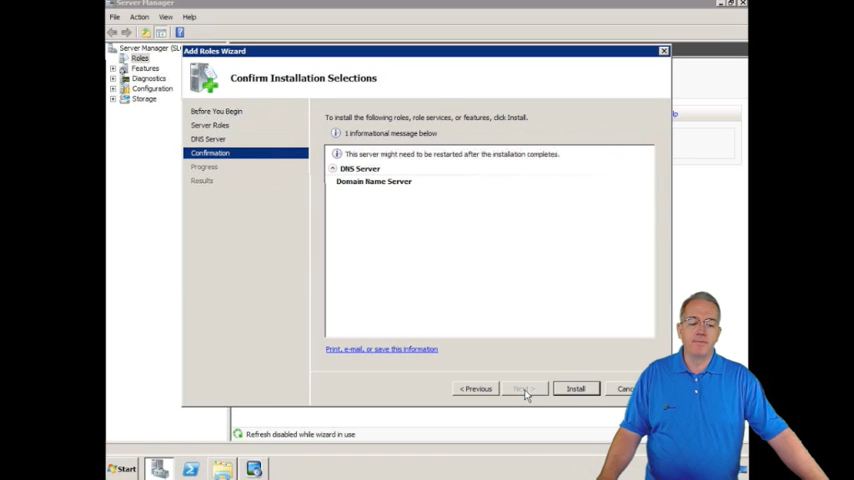 Server Manager
File Action View Help
Server Manager (SL
Roles
Features
Diagnostics
Configuration
Storage
Add Roles Wizard
Confirm Installation Selections
Before You Begin
Server Roles
DNS Server
Confirmation
Progress
Results
To install the following roles, role services, or features, click Install.
1 informational message below
This server might need to be restarted after the installation completes.
DNS Server
Domain Name Server
Print, e-mail, or save this information
< Previous
Next >
Install
Canc
elp
Refresh disabled while wizard in use
Start